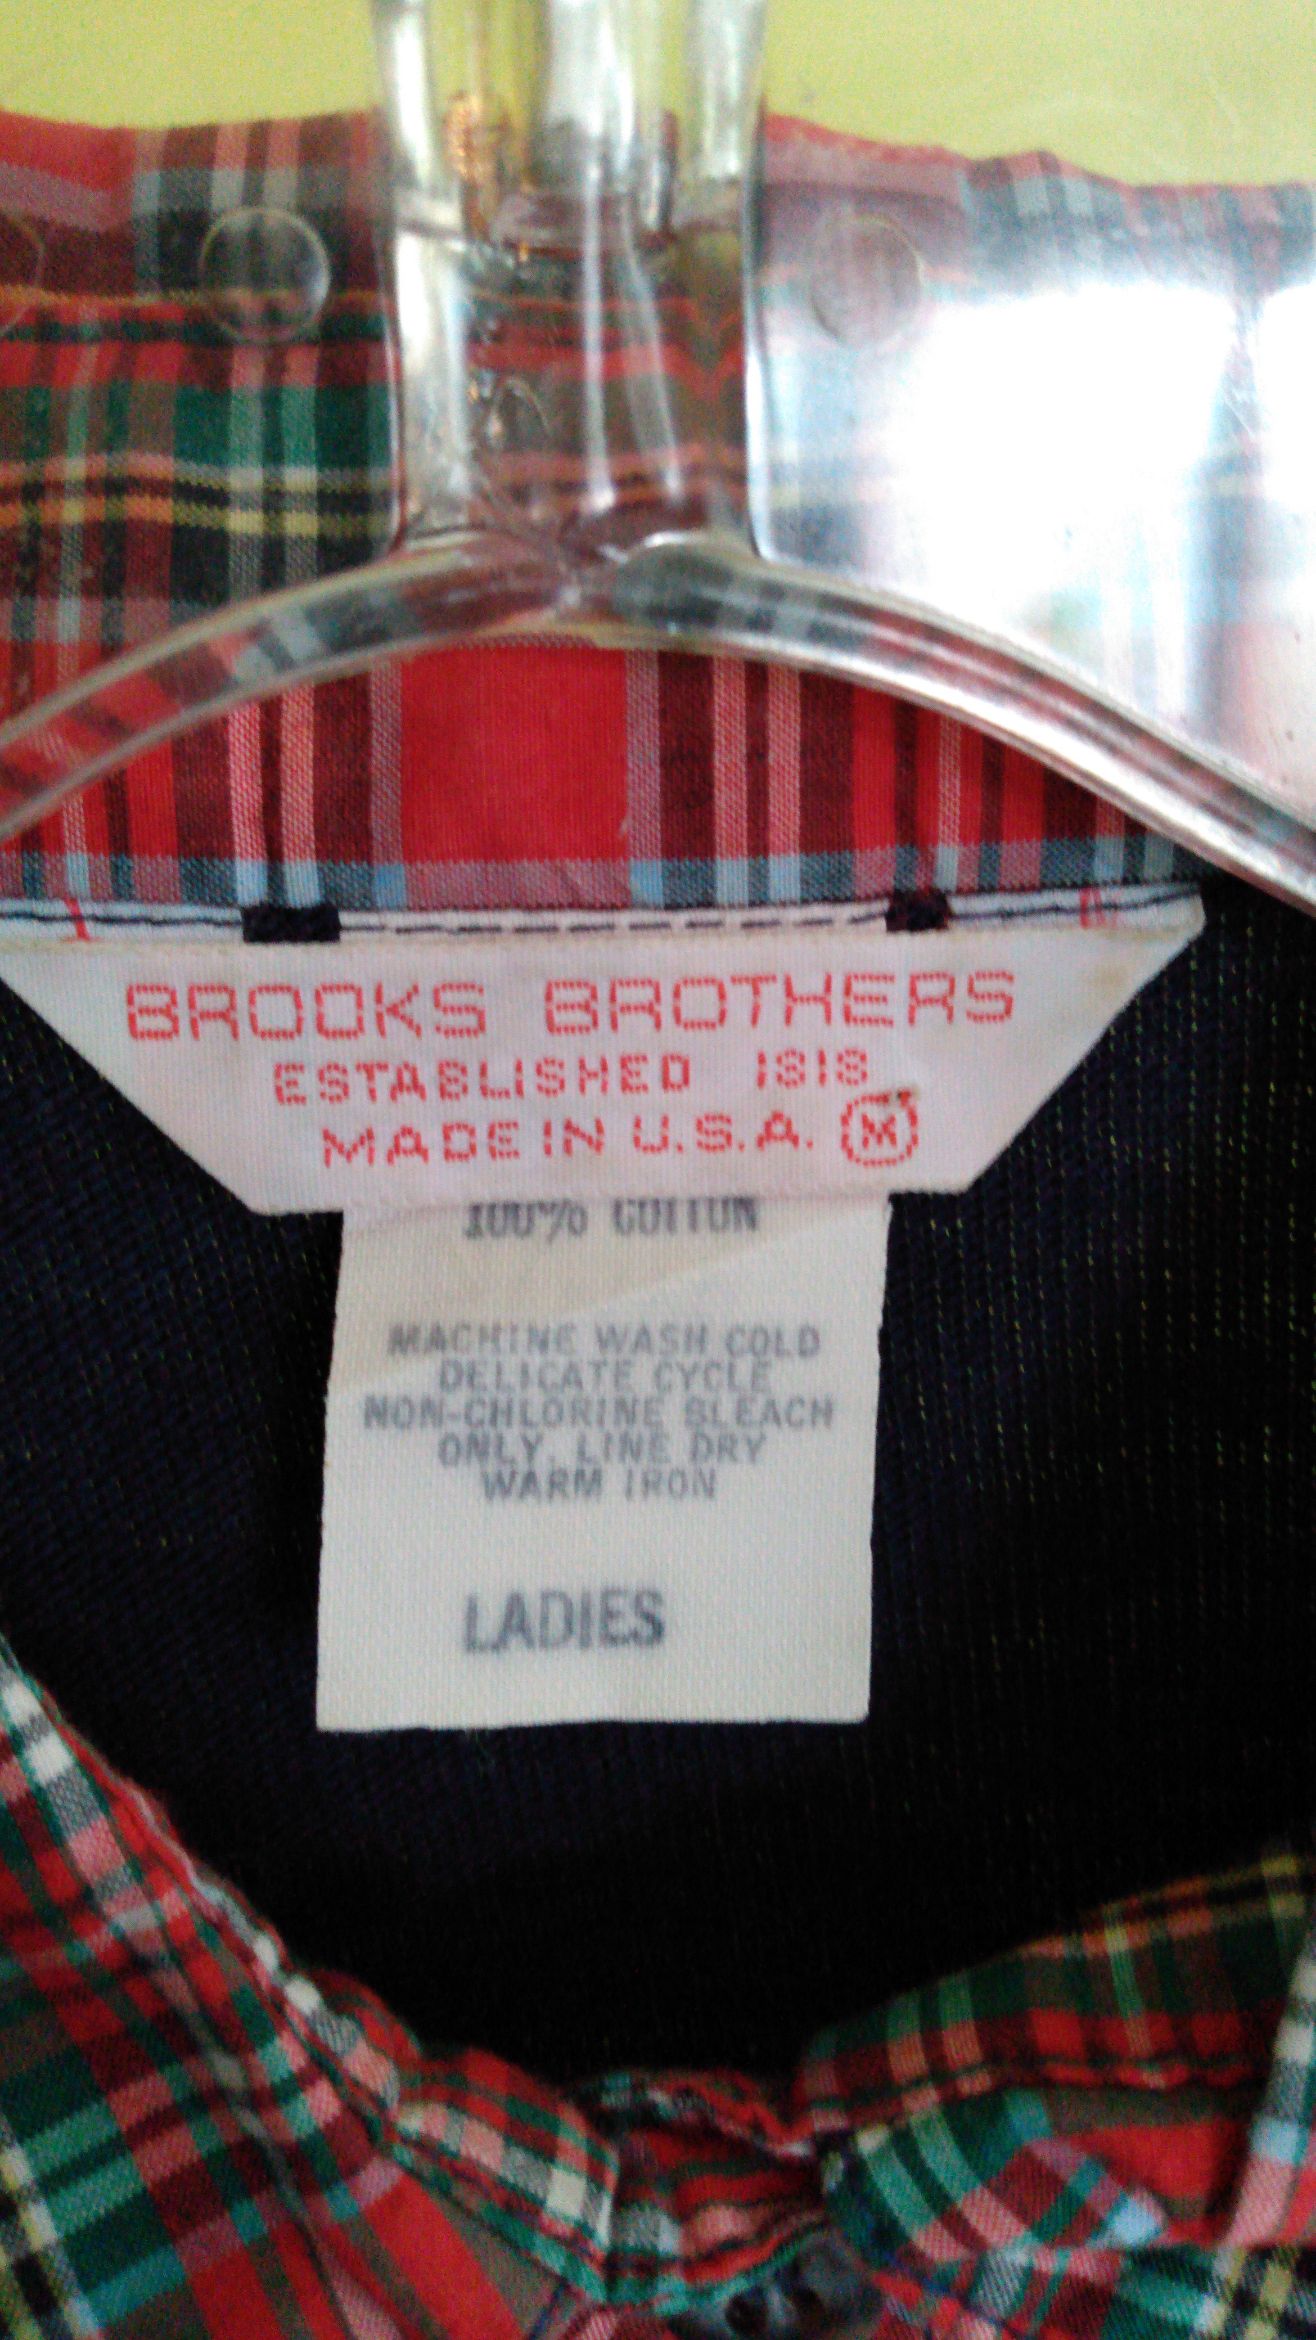 BROOKS BROTHERS
ESTABLISHED 1818
MADE IN U.S.A. M
100% COTTON
MACHINE WASH COLD
DELICATE CYCLE
NON-CHLORINE BLEACH
ONLY. LINE DRY
WARM IRON
LADIES